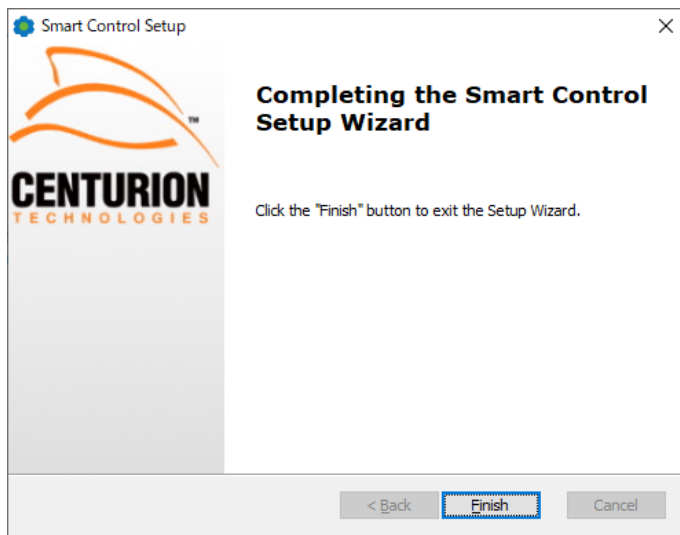 Smart Control Setup
™
CENTURION
TECHNOLOGIES
Completing the Smart Control
Setup Wizard
Click the "Finish" button to exit the Setup Wizard.
< Back
Finish
Cancel